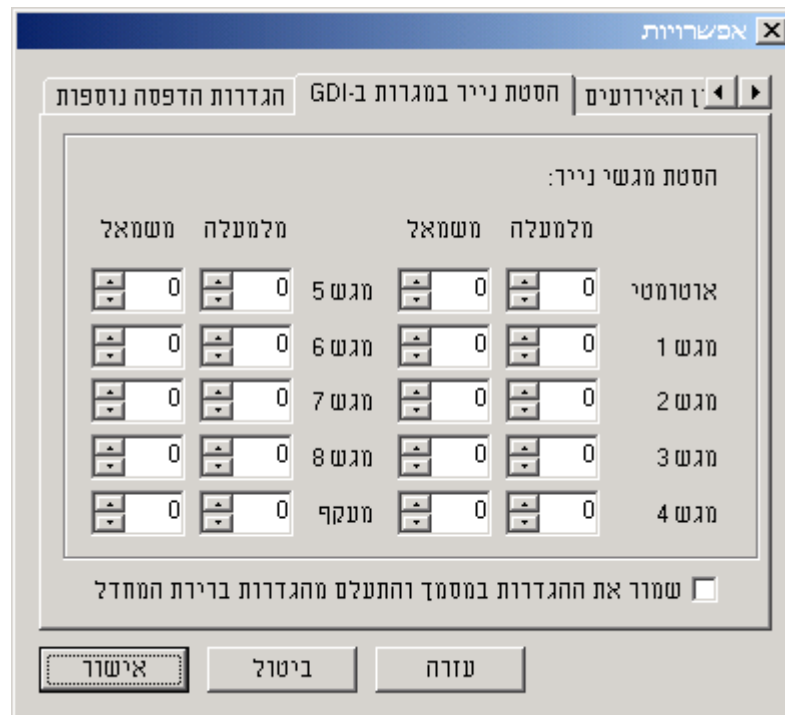 אפשרויות
ן האירועים הסטת נייר במגרות ב-GDI הגדרות הדפסה נוספות
הסטת מגשי נייר:
מלמעלה משמאל מלמעלה משמאל
אוטומטי 0 0 מגש 5 0 0
מגש 1 0 0 מגש 6 0 0
מגש 2 0 0 מגש 7 0 0
מגש 3 0 0 מגש 8 0 0
מגש 4 0 0 מעקף 0 0
שמור את ההגדרות במסמך והתעלם מהגדרות ברירת המחדל
עזרה ביטול אישור